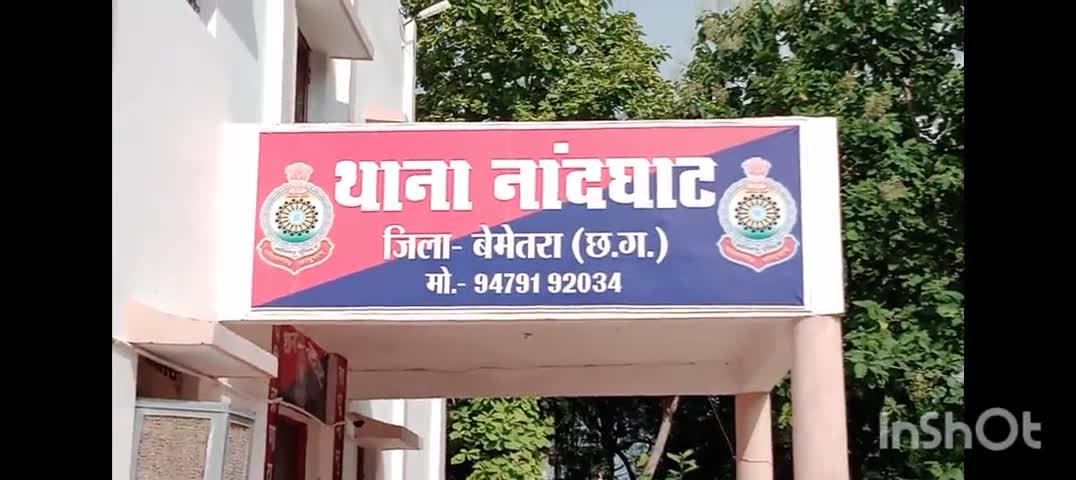 थाना नांदघाट
जिला- बेमेतरा (छ.ग.)
मो.- 94791 92034
InShOt